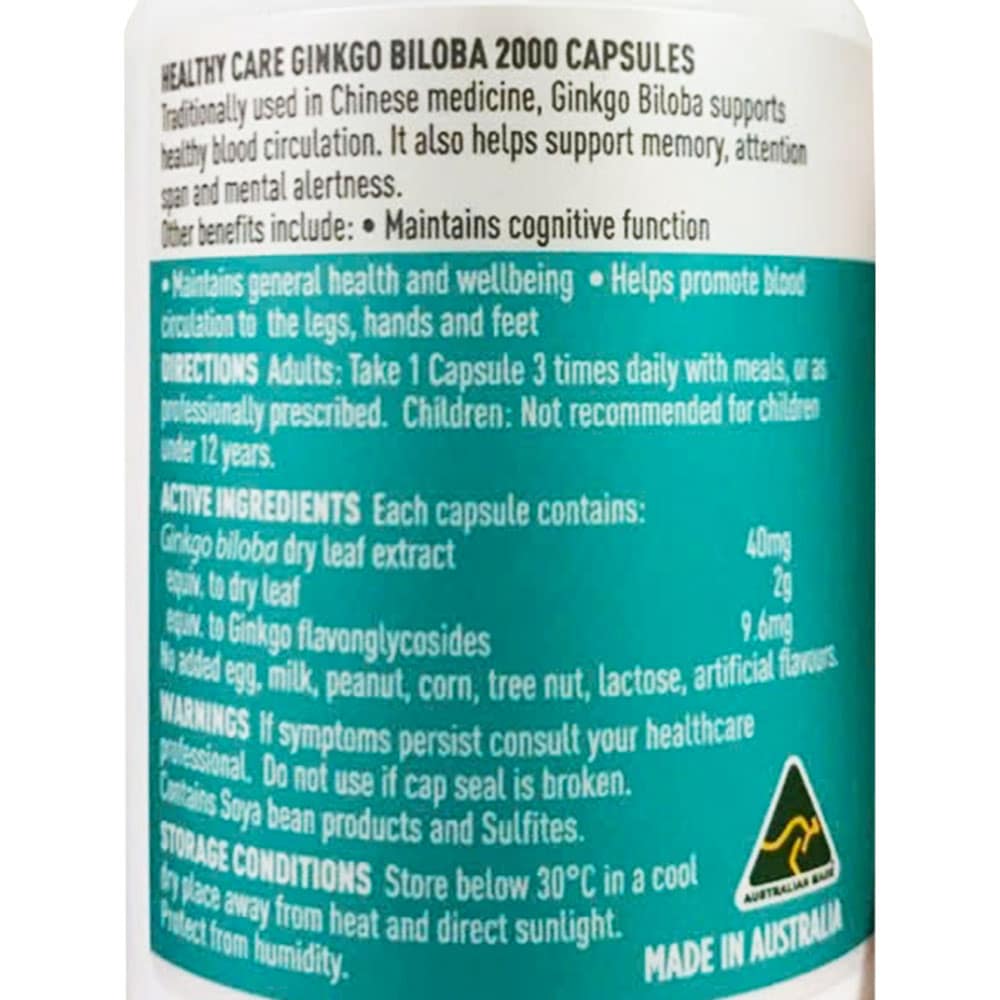 HEALTHY CARE GINKGO BILOBA 2000 CAPSULES
Traditionally used in Chinese medicine, Ginkgo Biloba supports
healthy blood circulation. It also helps support memory, attention
span and mental alertness.
Other benefits include: • Maintains cognitive function
• Maintains general health and wellbeing • Helps promote blood
circulation to the legs, hands and feet
DIRECTIONS Adults: Take 1 Capsule 3 times daily with meals, or as
professionally prescribed. Children: Not recommended for children
under 12 years.
ACTIVE INGREDIENTS Each capsule contains:
Ginkgo biloba dry leaf extract 40mg
equiv. to dry leaf 2g
equiv. to Ginkgo flavonglycosides 9.6mg
No added egg, milk, peanut, corn, tree nut, lactose, artificial flavours.
WARNINGS If symptoms persist consult your healthcare
professional. Do not use if cap seal is broken.
Contains Soya bean products and Sulfites.
STORAGE CONDITIONS Store below 30°C in a cool
dry place away from heat and direct sunlight.
Protect from humidity.
AUSTRALIAN MADE
MADE IN AUSTRALIA